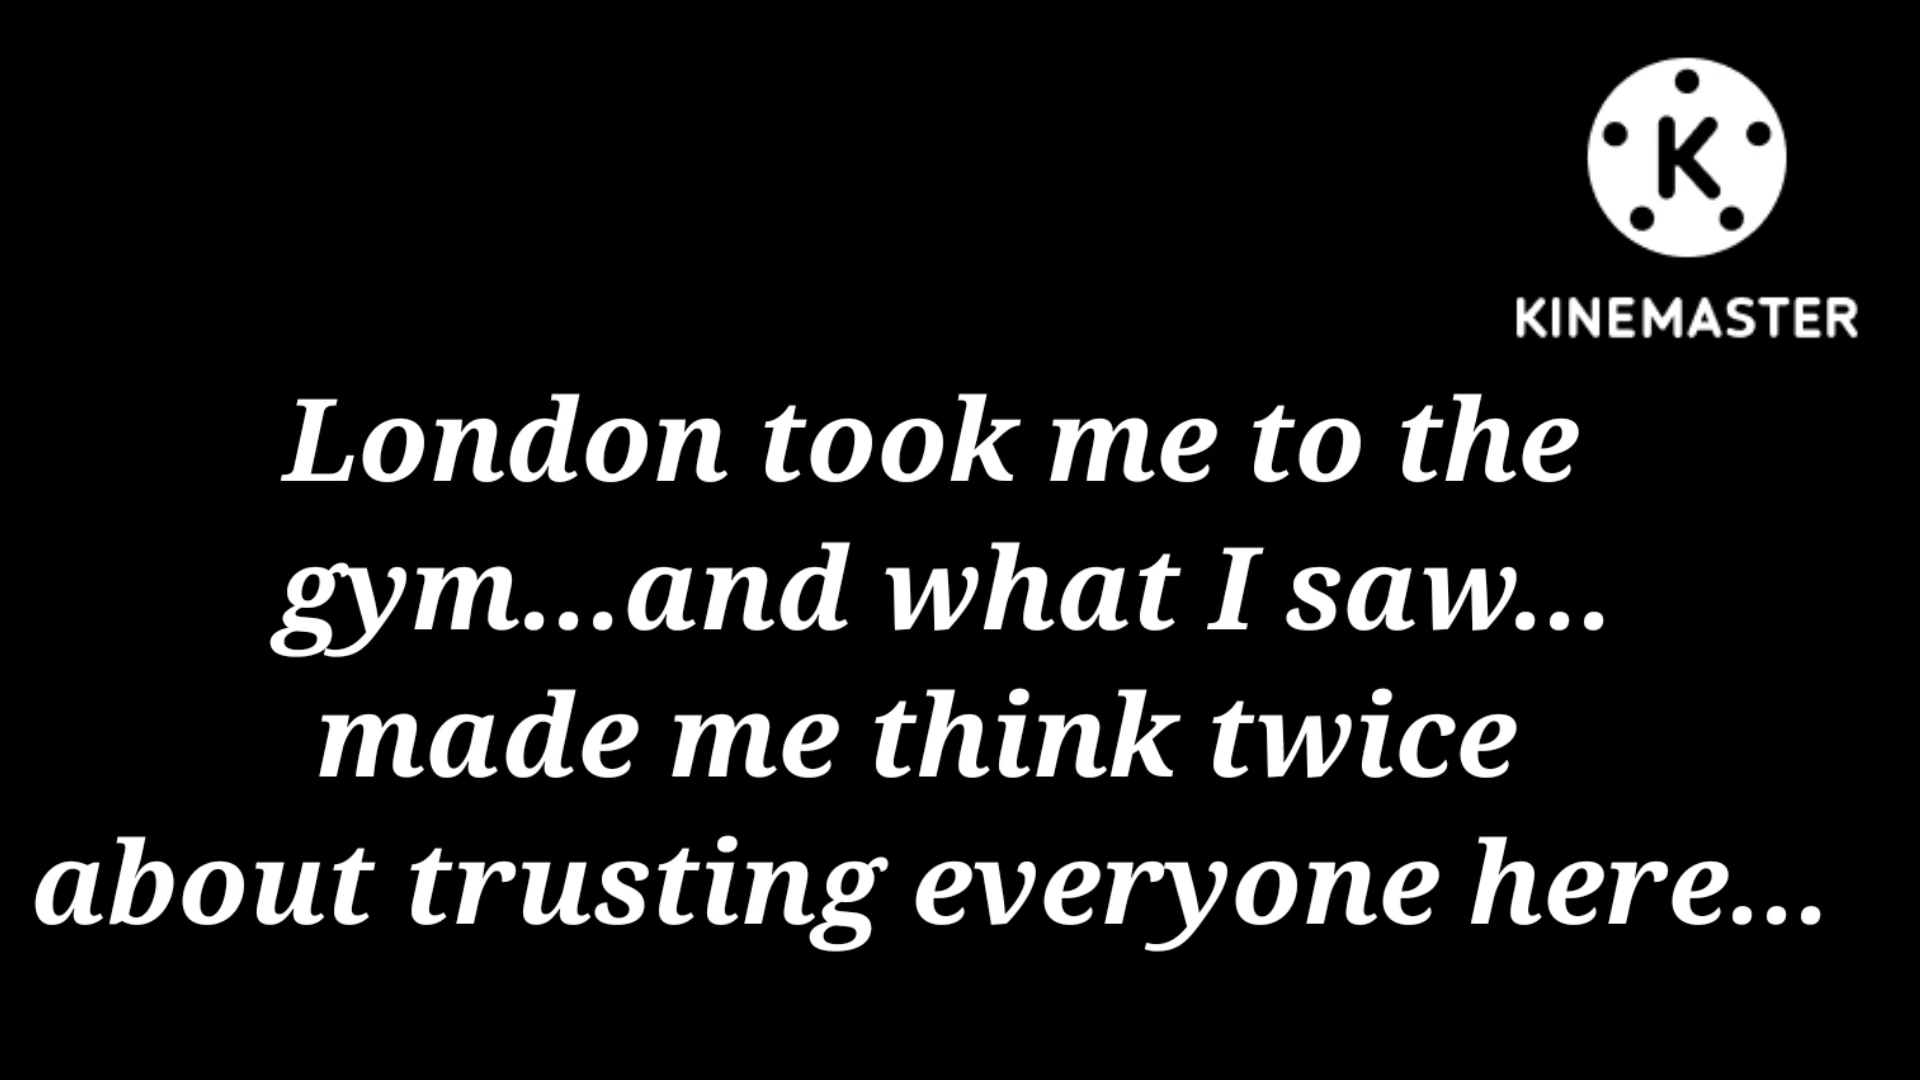 K
KINEMASTER
London took me to the
gym...and what I saw...
made me think twice
about trusting everyone here...